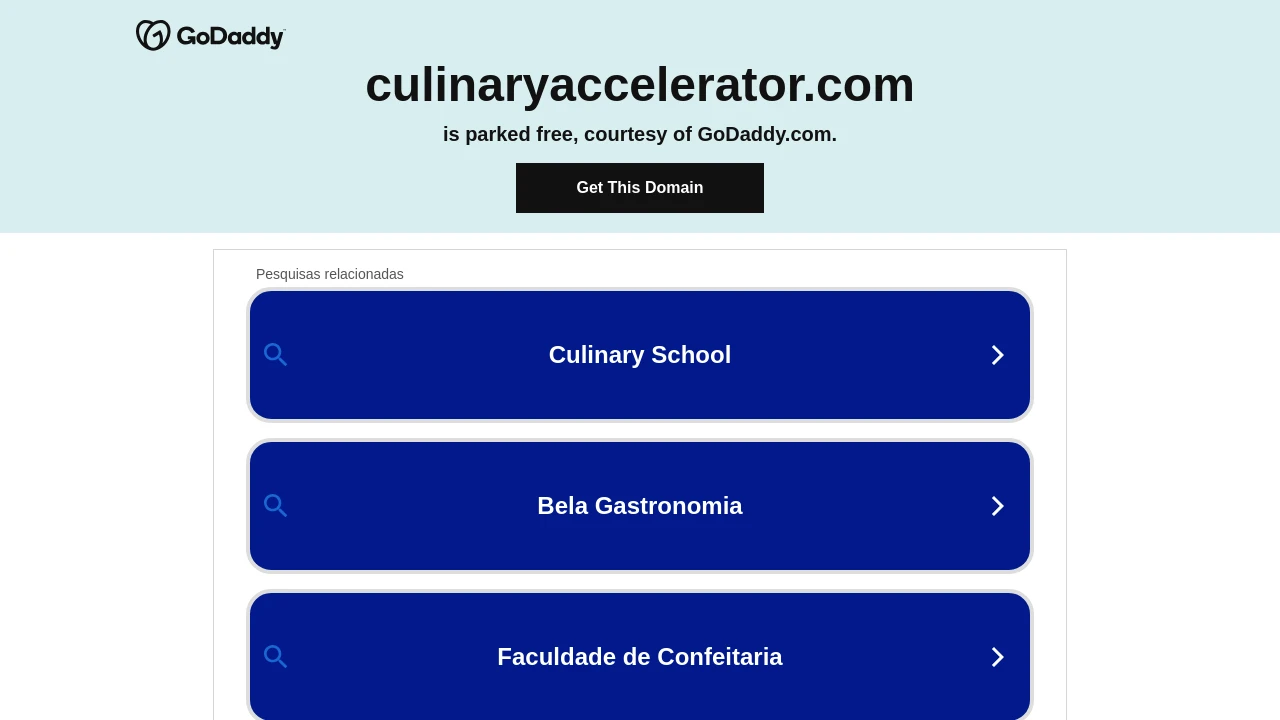 GoDaddy
culinaryaccelerator.com
is parked free, courtesy of GoDaddy.com.
Get This Domain
Pesquisas relacionadas
Culinary School
Bela Gastronomia
Faculdade de Confeitaria